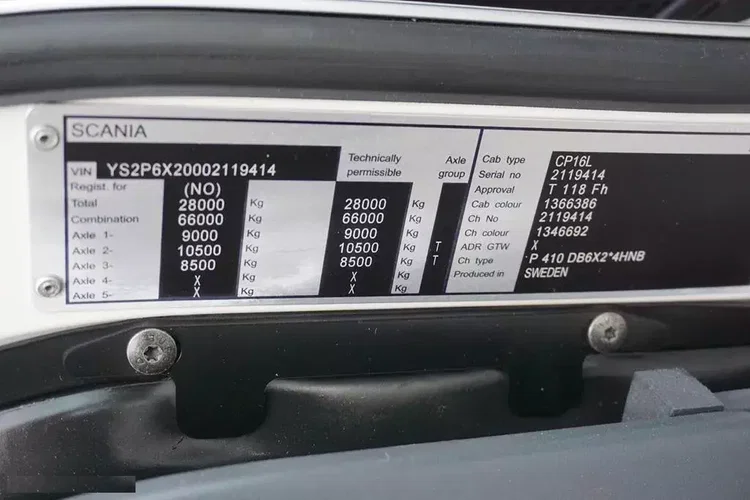 SCANIA
VIN YS2P6X20002119414 Technically permissible Axle group
Regist. for (NO)
Total 28000 Kg 28000 Kg
Combination 66000 Kg 66000 Kg
Axle 1- 9000 Kg 9000 Kg
Axle 2- 10500 Kg 10500 Kg T
Axle 3- 8500 Kg 8500 Kg T
Axle 4- X Kg X Kg
Axle 5- X Kg X Kg
Cab type CP16L
Serial no 2119414
Approval T 118 Fh
Cab colour 1366386
Ch No 2119414
Ch colour 1346692
ADR GTW X
Ch type P 410 DB6X2*4HNB
Produced in SWEDEN